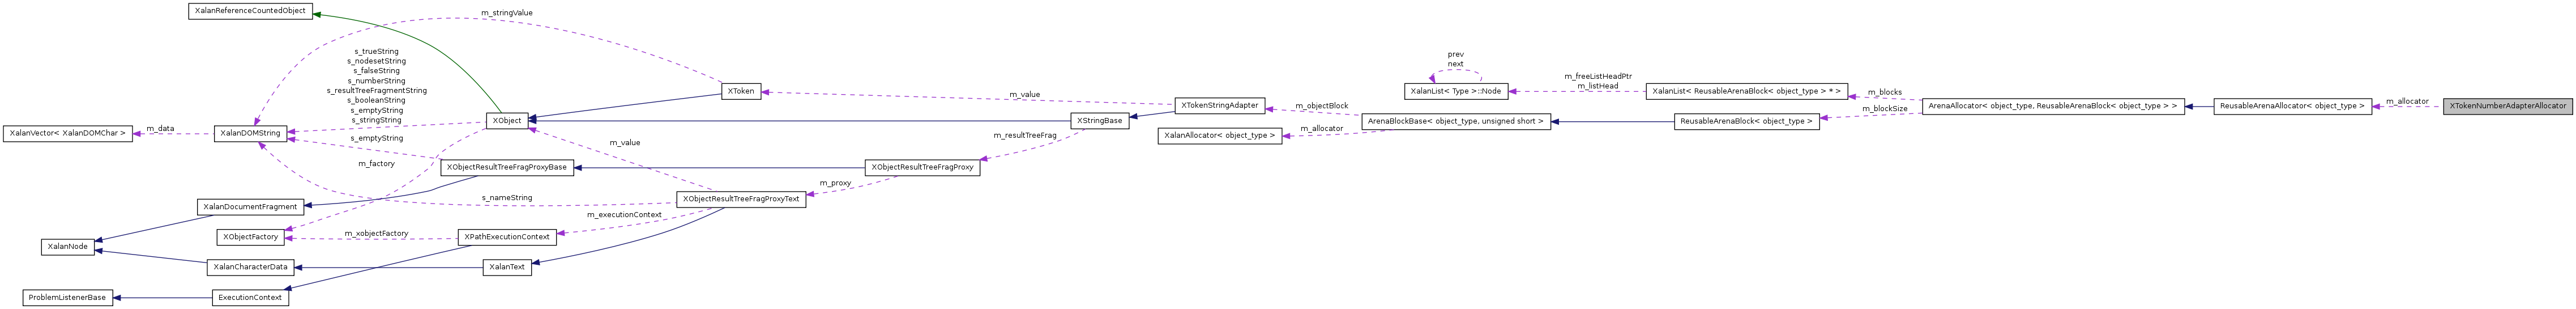 XalanReferenceCountedObject
m_stringValue
s_trueString
s_nodesetString
s_falseString
s_numberString
s_resultTreeFragmentString
s_booleanString
s_emptyString
s_stringString
prev
next
XToken
XalanList< Type >::Node
m_freeListHeadPtr
m_listHead
XalanList< ReusableArenaBlock< object_type > * >
m_blocks
m_value
XTokenStringAdapter
m_objectBlock
ArenaAllocator< object_type, ReusableArenaBlock< object_type > >
m_blockSize
ReusableArenaAllocator< object_type >
m_allocator
XTokenNumberAdapterAllocator
XalanVector< XalanDOMChar >
m_data
XalanDOMString
XObject
XStringBase
ArenaBlockBase< object_type, unsigned short >
ReusableArenaBlock< object_type >
m_resultTreeFrag
XalanAllocator< object_type >
m_allocator
s_emptyString
m_value
m_factory
XObjectResultTreeFragProxyBase
XObjectResultTreeFragProxy
m_proxy
s_nameString
XObjectResultTreeFragProxyText
XalanDocumentFragment
m_executionContext
XObjectFactory
m_xobjectFactory
XPathExecutionContext
XalanNode
XalanCharacterData
XalanText
ProblemListenerBase
ExecutionContext